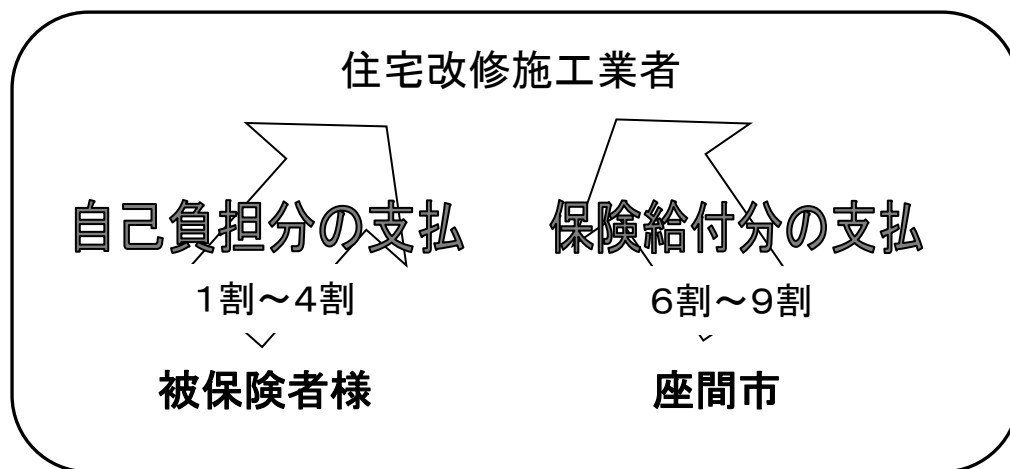 住宅改修施工業者
自己負担分の支払
保険給付分の支払
1割～4割
6割～9割
被保険者様
座間市